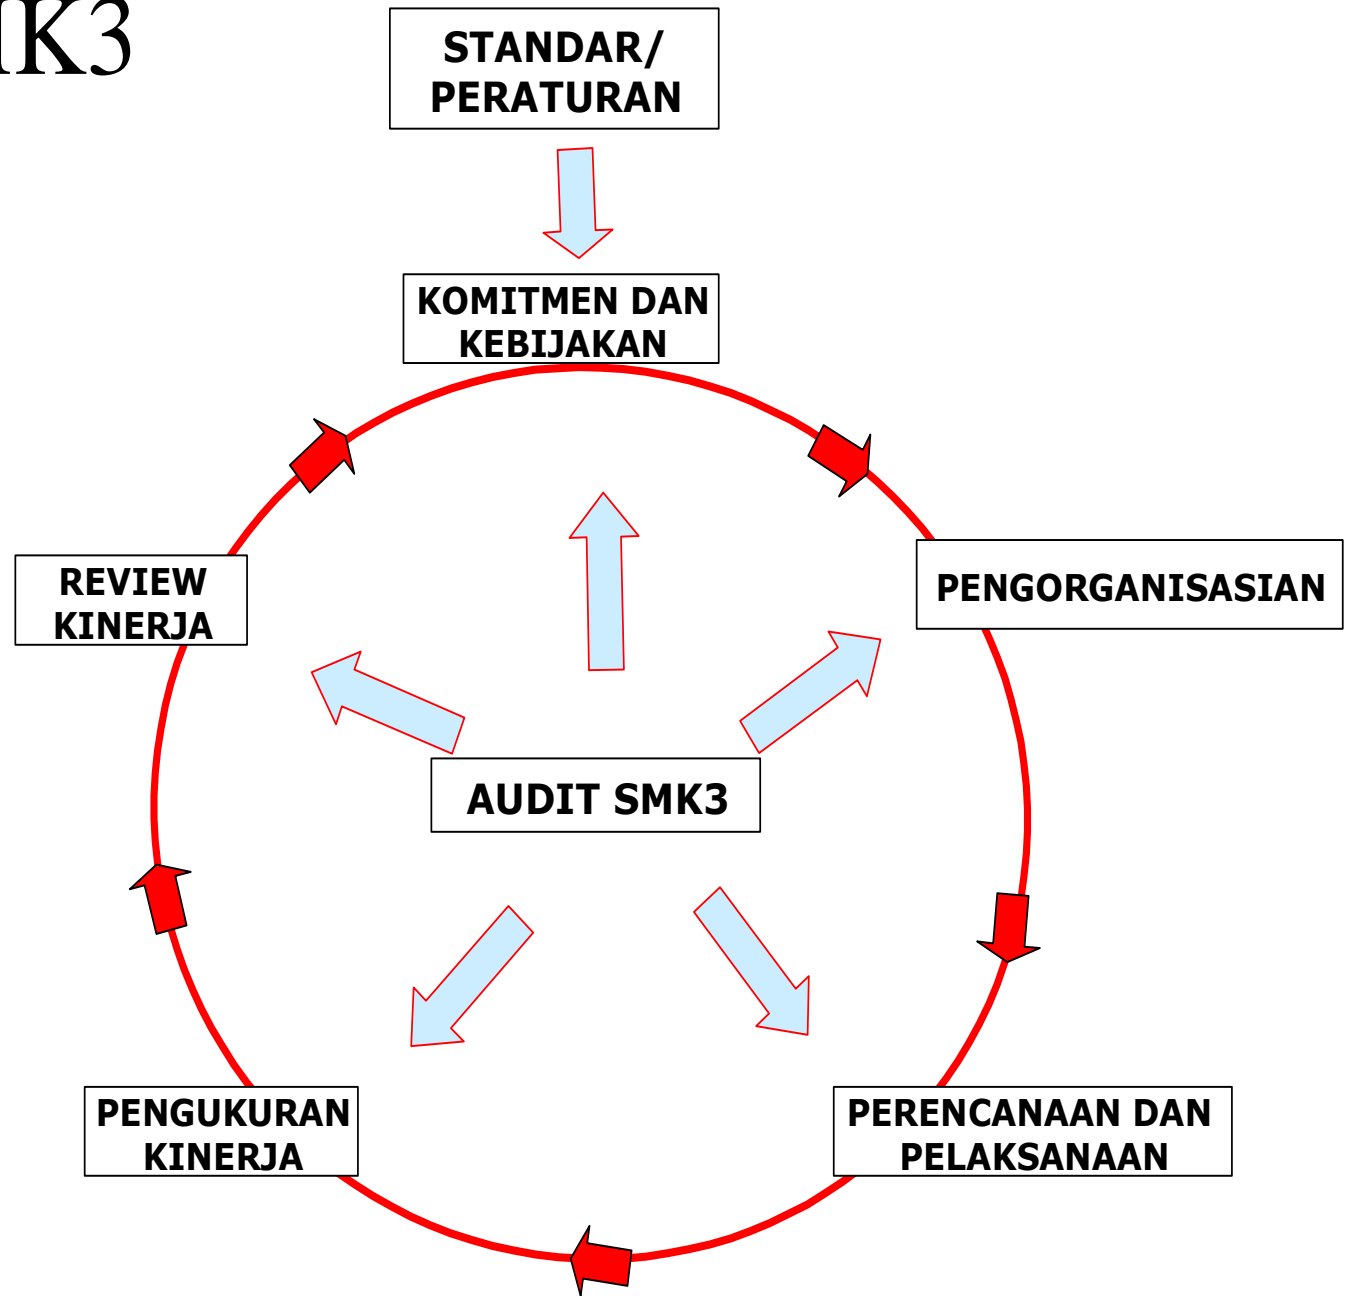 K3
STANDAR/
PERATURAN
KOMITMEN DAN
KEBIJAKAN
REVIEW
KINERJA
PENGORGANISASIAN
AUDIT SMK3
PENGUKURAN
KINERJA
PERENCANAAN DAN
PELAKSANAAN